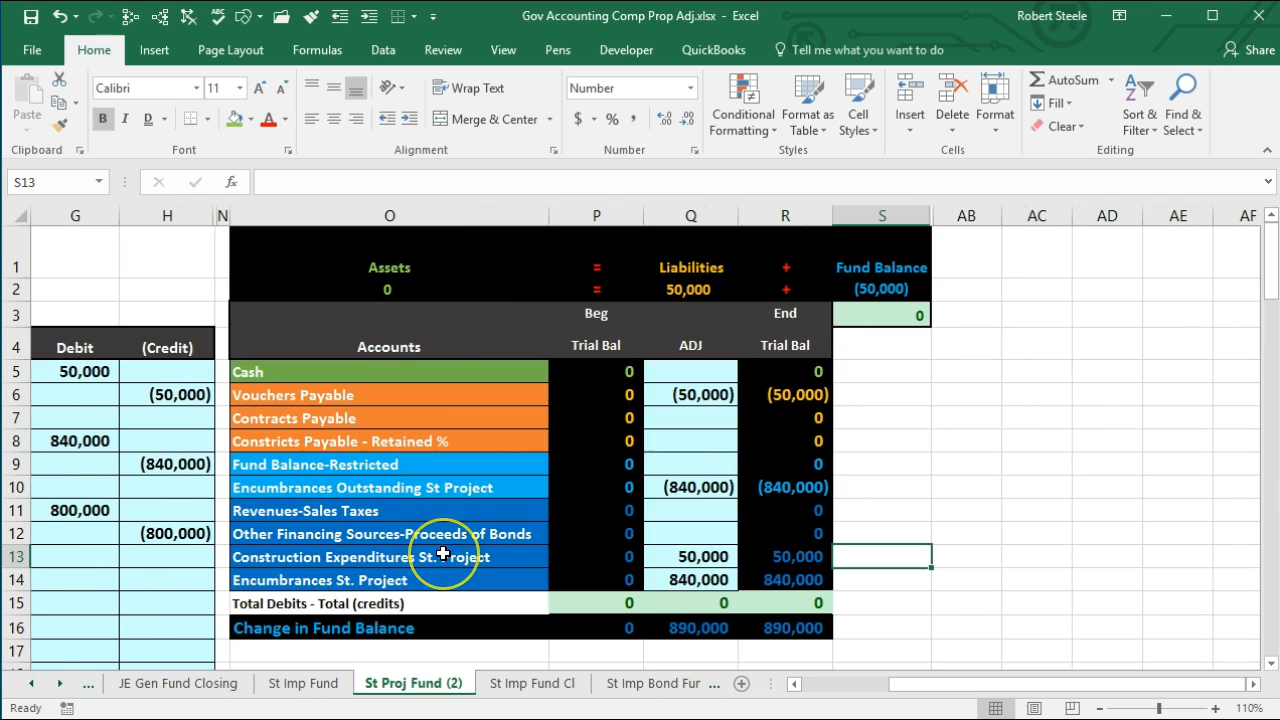 Gov Accounting Comp Prop Adj.xlsx - Excel
Robert Steele
File Home Insert Page Layout Formulas Data Review View Pens Developer QuickBooks Tell me what you want to do Share
Paste
Clipboard
Calibri 11
B I D
Font
Wrap Text
Merge & Center
Alignment
Number
$ % ,
Number
Conditional Formatting
Format as Table
Cell Styles
Styles
Insert Delete Format
Cells
AutoSum
Fill
Clear
Sort & Filter
Find & Select
Editing
S13 fx
G H N O P Q R S AB AC AD AE AF
1 Assets = Liabilities + Fund Balance
2 0 = 50,000 + (50,000)
3 Beg End 0
4 Debit (Credit) Accounts Trial Bal ADJ Trial Bal
5 50,000 Cash 0 0
6 (50,000) Vouchers Payable 0 (50,000) (50,000)
7 Contracts Payable 0 0
8 840,000 Constricts Payable - Retained % 0 0
9 (840,000) Fund Balance-Restricted 0 0
10 Encumbrances Outstanding St Project 0 (840,000) (840,000)
11 800,000 Revenues-Sales Taxes 0 0
12 (800,000) Other Financing Sources-Proceeds of Bonds 0 0
13 Construction Expenditures St. Project 0 50,000 50,000
14 Encumbrances St. Project 0 840,000 840,000
15 Total Debits - Total (credits) 0 0 0
16 Change in Fund Balance 0 890,000 890,000
17
... JE Gen Fund Closing St Imp Fund St Proj Fund (2) St Imp Fund Cl St Imp Bond Fur ...
Ready 110%